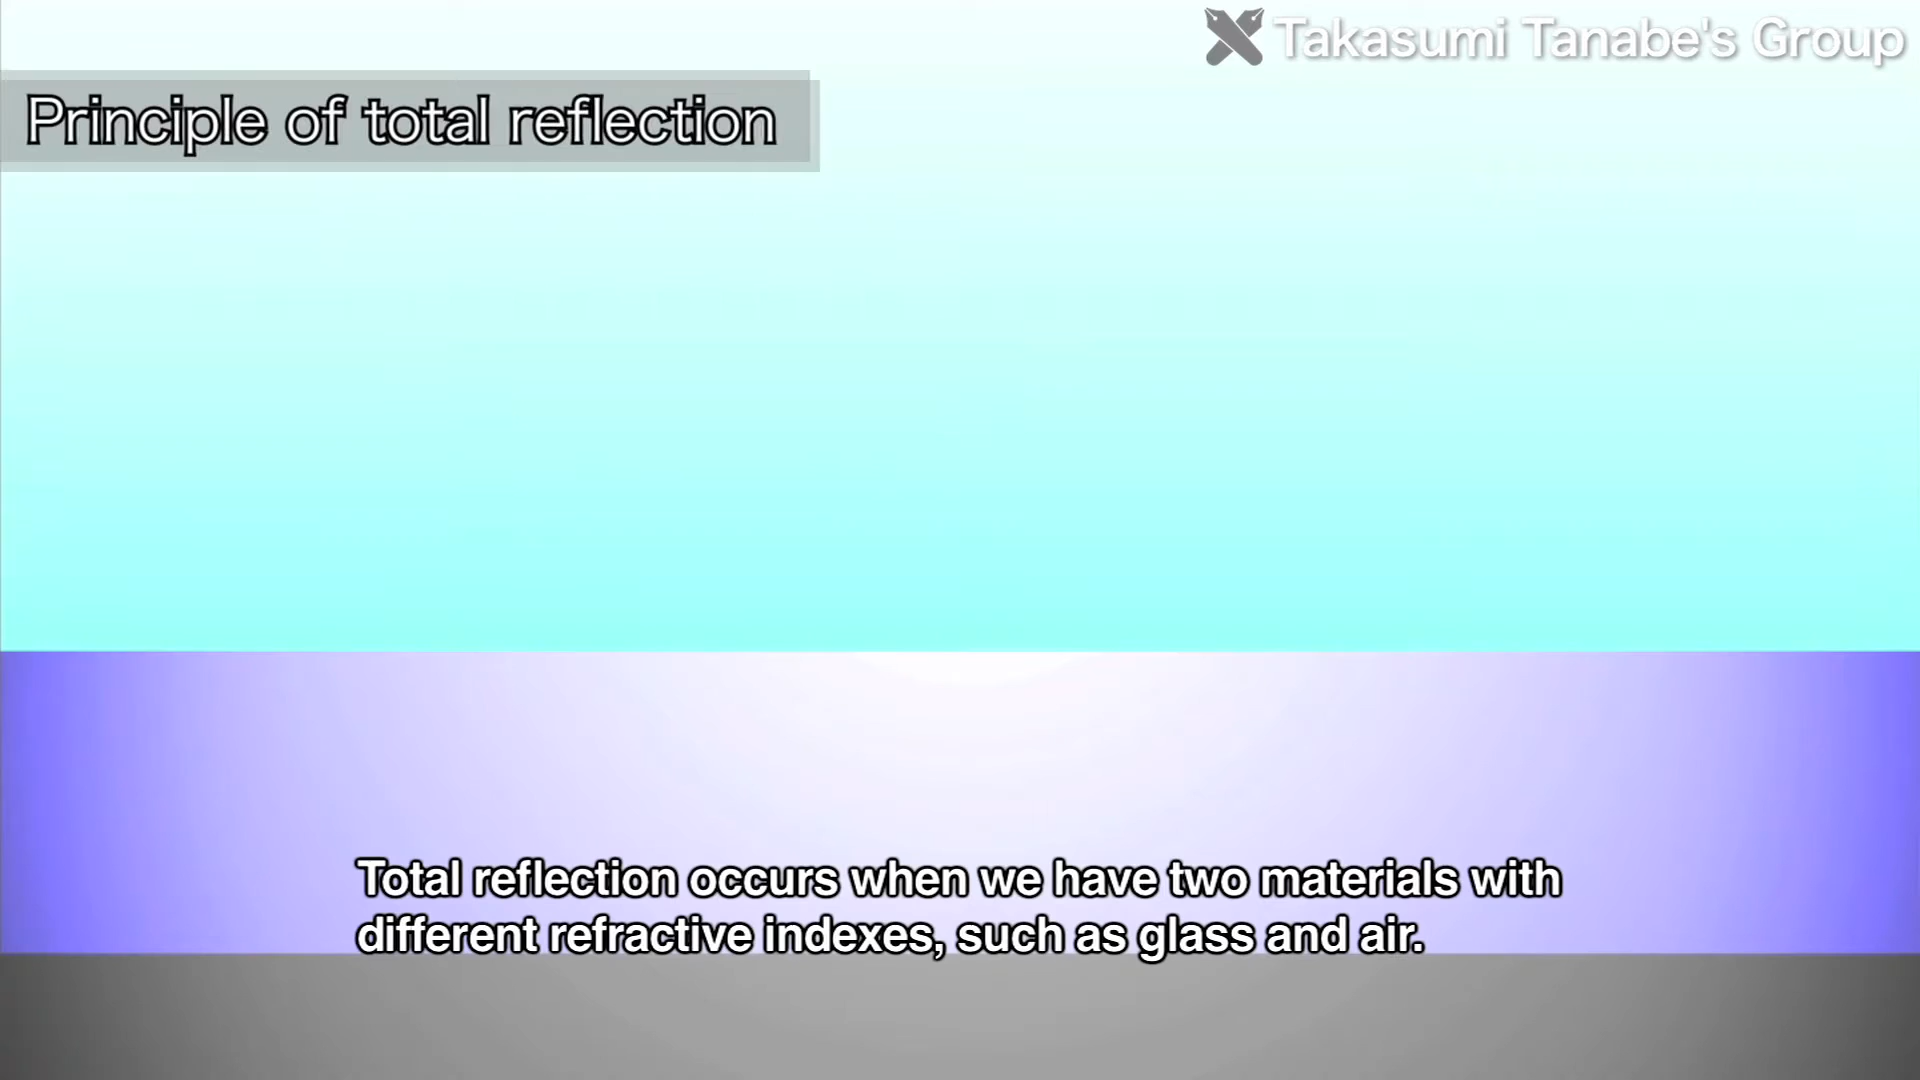 Takasumi Tanabe's Group
Principle of total reflection
Total reflection occurs when we have two materials with
different refractive indexes, such as glass and air.